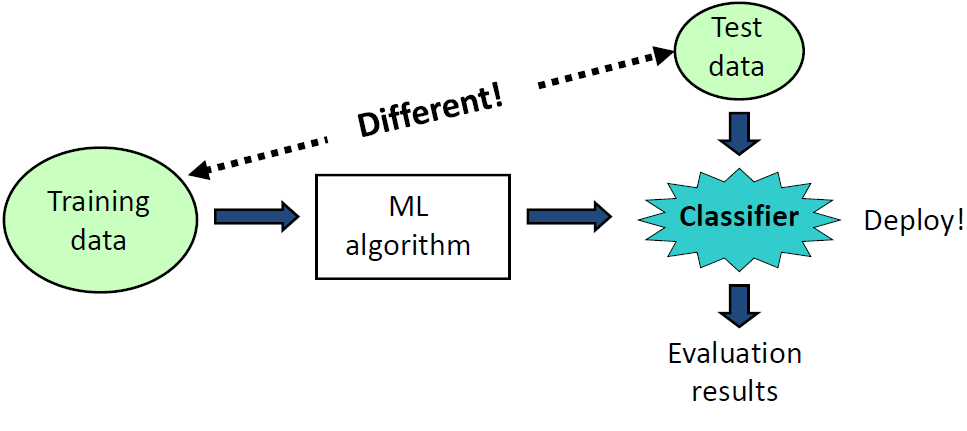 Test
data
Different!
Training
data
ML
algorithm
Classifier
Deploy!
Evaluation
results